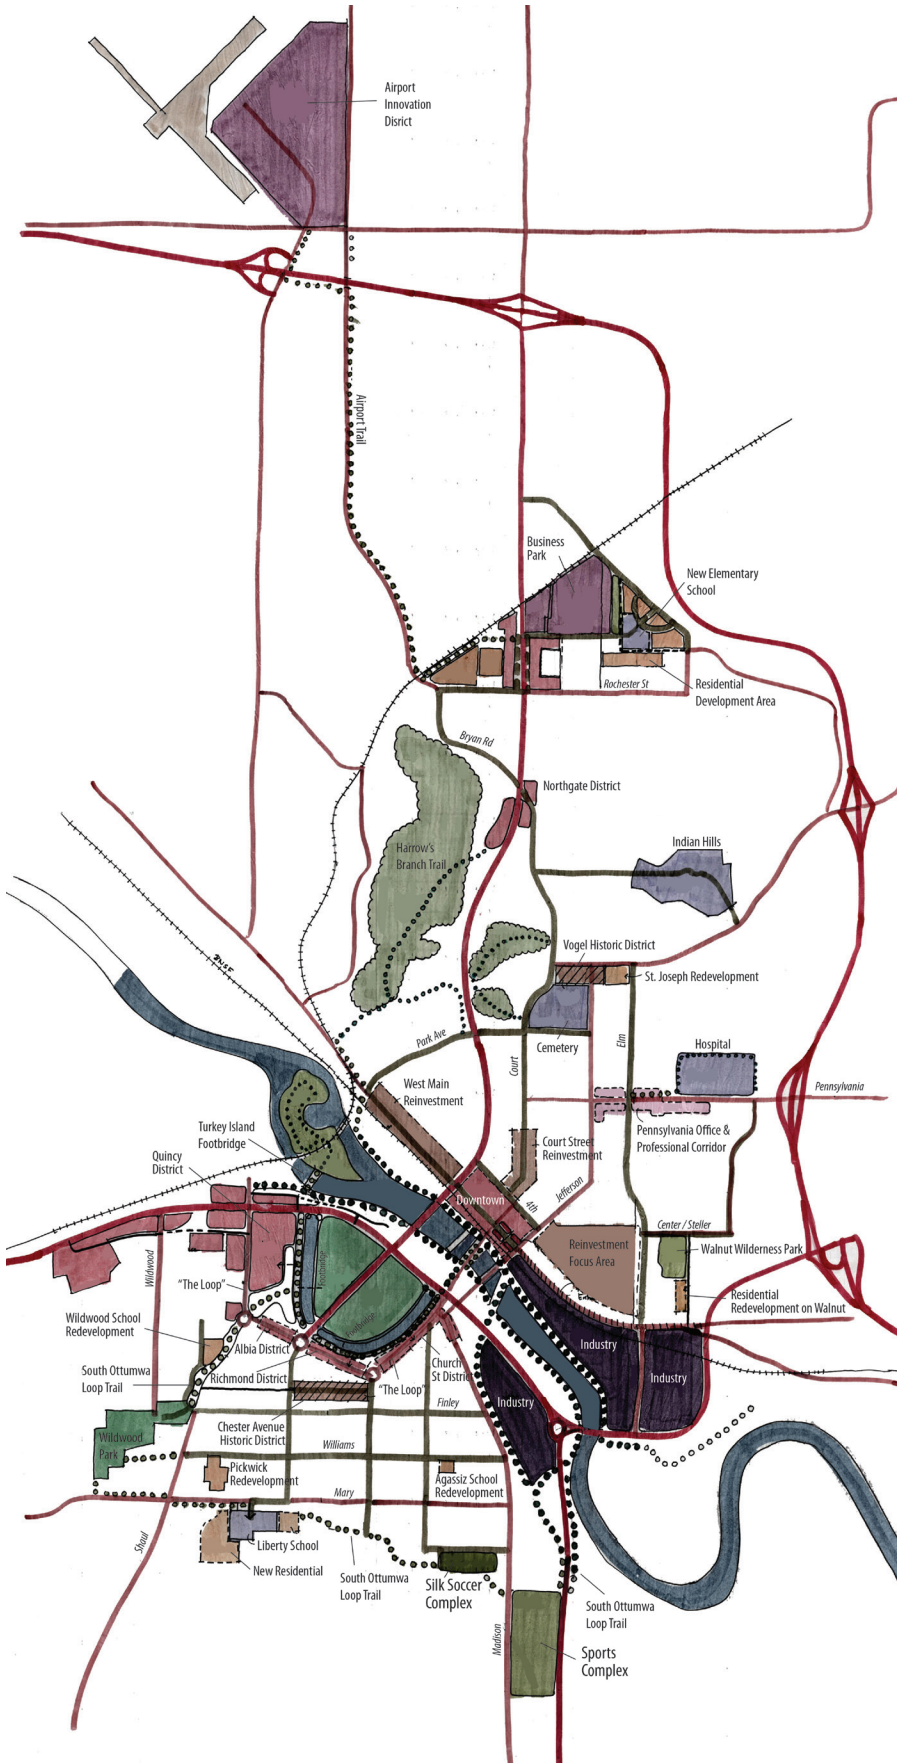 Airport
Innovation
Disrict
Airport Trail
Business
Park
New Elementary
School
Rochester St
Residential
Development Area
Bryan Rd
Northgate District
Harrow's
Branch Trail
Indian Hills
Vogel Historic District
St. Joseph Redevelopment
BNSF
Park Ave
Court
Cemetery
Elm
Hospital
Pennsylvania
West Main
Reinvestment
Pennsylvania Office &
Professional Corridor
Turkey Island
Footbridge
Court Street
Reinvestment
Quincy
District
Downtown
4th
Jefferson
Center / Steller
Reinvestment
Focus Area
Walnut Wilderness Park
Wildwood
Footbridge
"The Loop"
Residential
Redevelopment on Walnut
Wildwood School
Redevelopment
Footbridge
Industry
Albia District
South Ottumwa
Loop Trail
Richmond District
"The Loop"
Church
St District
Industry
Industry
Finley
Chester Avenue
Historic District
Wildwood
Park
Williams
Pickwick
Redevelopment
Agassiz School
Redevelopment
Mary
Shaul
Liberty School
New Residential
South Ottumwa
Loop Trail
Silk Soccer
Complex
South Ottumwa
Loop Trail
Madison
Sports
Complex